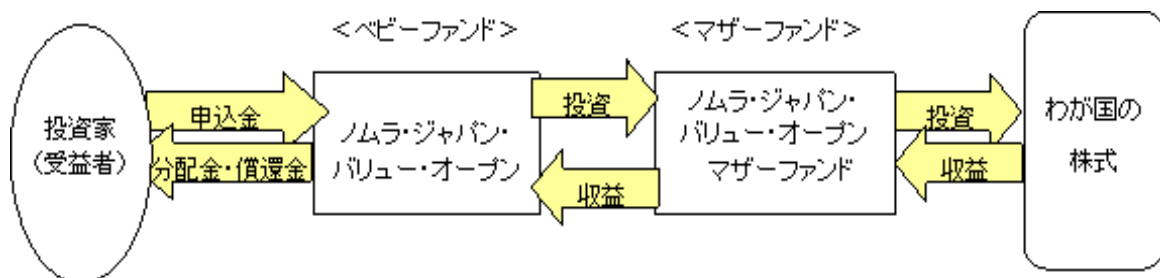 ＜ベビーファンド＞
＜マザーファンド＞
投資家
（受益者）
申込金
分配金・償還金
ノムラ・ジャパン・
バリュー・オープン
投資
収益
ノムラ・ジャパン・
バリュー・オープン
マザーファンド
投資
収益
わが国の
株式